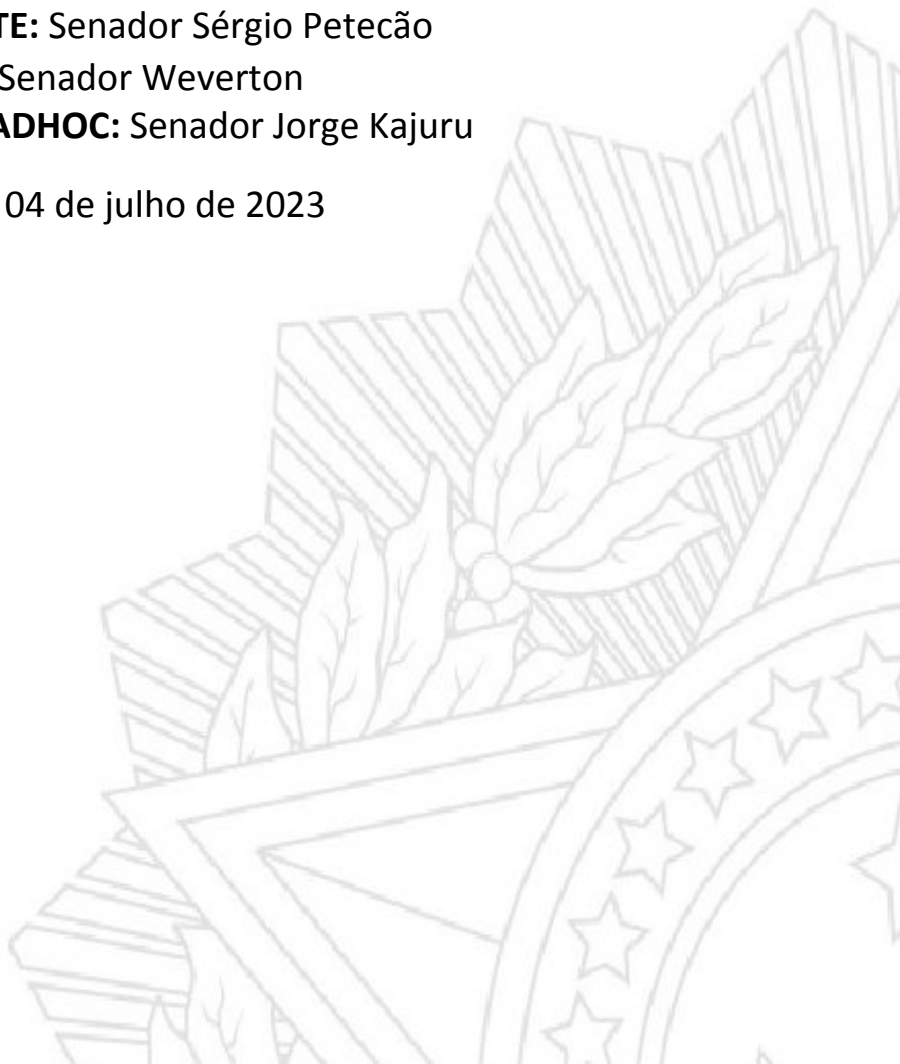 TE: Senador Sérgio Petecão
Senador Weverton
ADHOC: Senador Jorge Kajuru
04 de julho de 2023